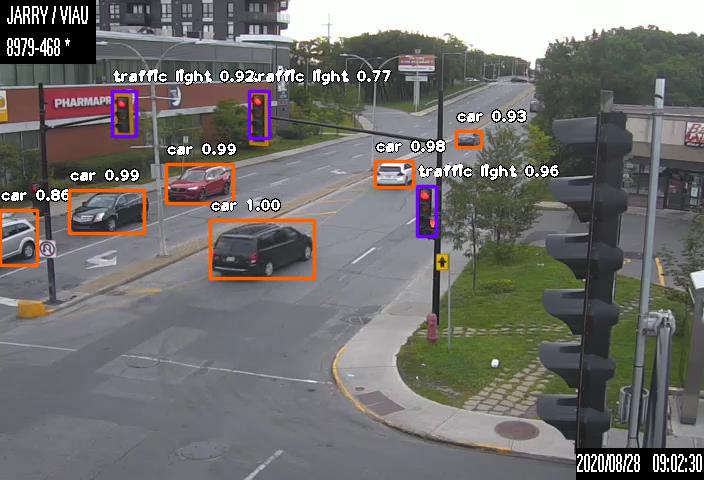 JARRY / VIAU
8979-468 *
traffic light 0.92
traffic light 0.77
PHARMAPR
car 0.93
car 0.99
car 0.98
traffic light 0.96
car 0.86
car 0.99
car 1.00
2020/08/28 09:02:30